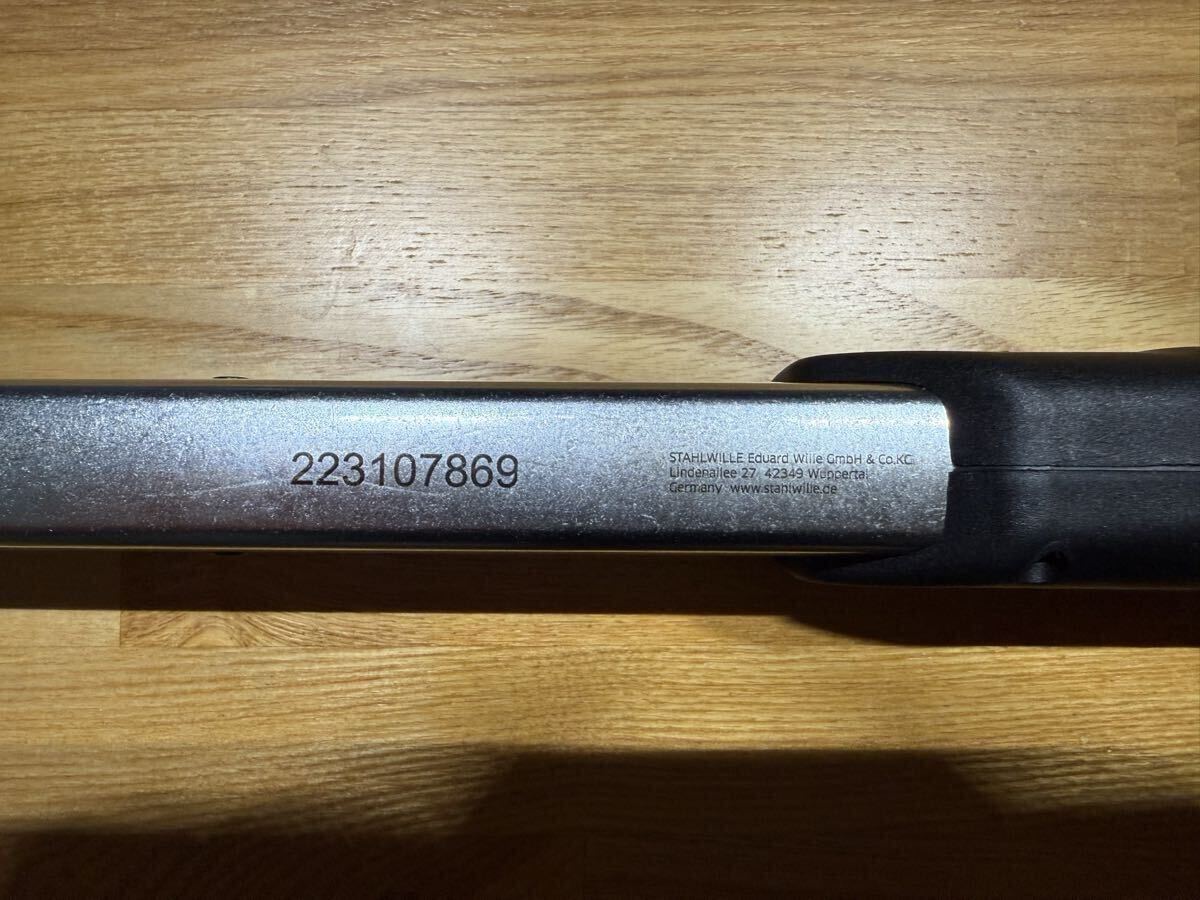 223107869
STAHLWILLE Eduard Wille GmbH & Co.KG
Lindenallee 27 42349 Wuppertal
Germany www.stahlwille.de